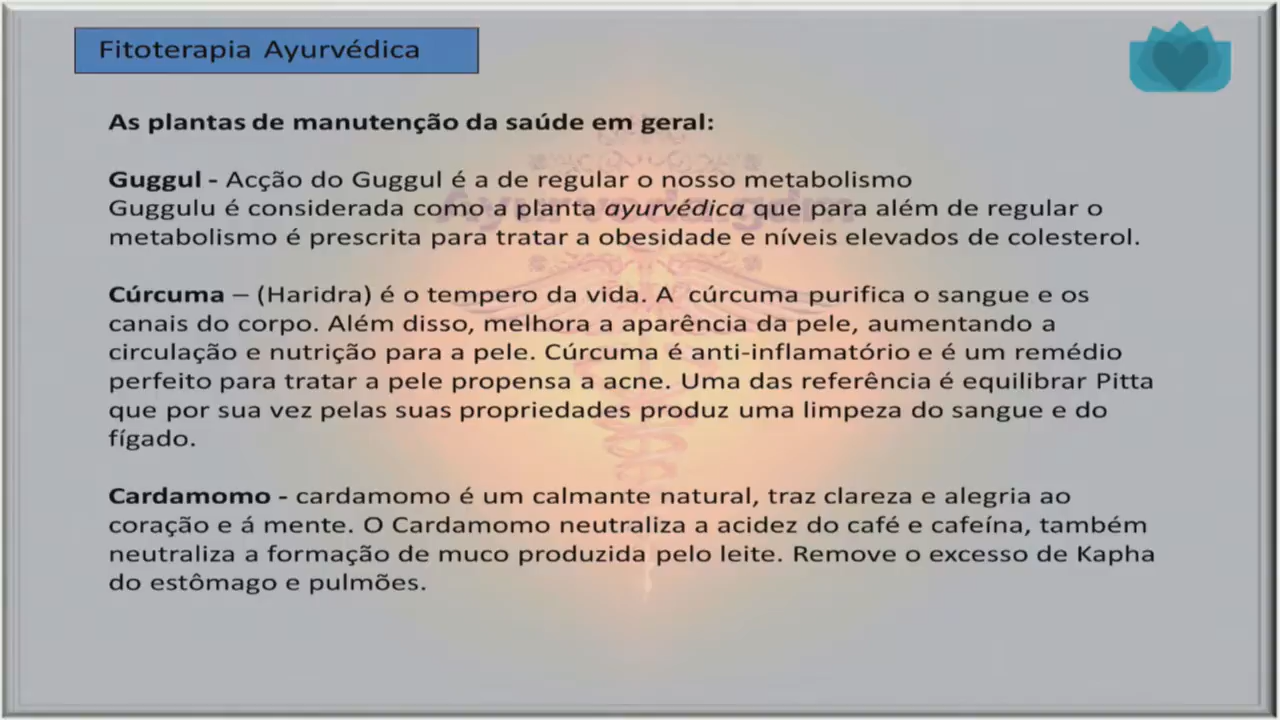 Fitoterapia Ayurvédica
As plantas de manutenção da saúde em geral:
Guggul - Acção do Guggul é a de regular o nosso metabolismo
Guggulu é considerada como a planta ayurvédica que para além de regular o
metabolismo é prescrita para tratar a obesidade e níveis elevados de colesterol.
Cúrcuma – (Haridra) é o tempero da vida. A cúrcuma purifica o sangue e os
canais do corpo. Além disso, melhora a aparência da pele, aumentando a
circulação e nutrição para a pele. Cúrcuma é anti-inflamatório e é um remédio
perfeito para tratar a pele propensa a acne. Uma das referência é equilibrar Pitta
que por sua vez pelas suas propriedades produz uma limpeza do sangue e do
fígado.
Cardamomo - cardamomo é um calmante natural, traz clareza e alegria ao
coração e á mente. O Cardamomo neutraliza a acidez do café e cafeína, também
neutraliza a formação de muco produzida pelo leite. Remove o excesso de Kapha
do estômago e pulmões.